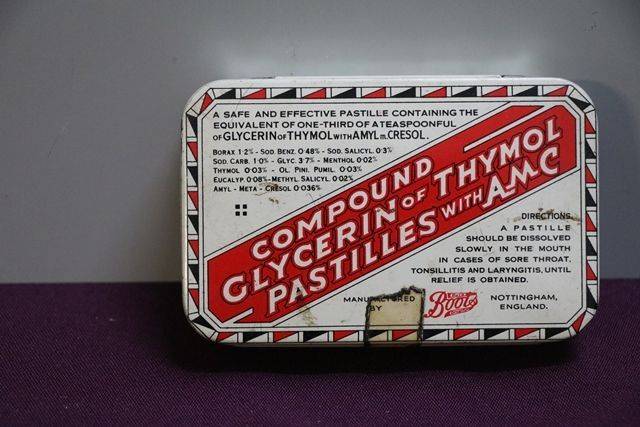 A SAFE AND EFFECTIVE PASTILLE CONTAINING THE
EQUIVALENT OF ONE-THIRD OF A TEASPOONFUL
OF GLYCERIN OF THYMOL WITH AMYL m. CRESOL.
BORAX 1·2% - SOD. BENZ. 0·48% - SOD. SALICYL. 0·3%
SOD. CARB. 1·0% - GLYC. 3·7% - MENTHOL 0·02%
THYMOL 0·03% - OL. PINI. PUMIL. 0·03%
EUCALYP. 0·08% - METHYL. SALICYL. 0·02%
AMYL - META - CRESOL 0·036%
COMPOUND
GLYCERIN OF THYMOL
PASTILLES WITH A-M-C
DIRECTIONS
A PASTILLE
SHOULD BE DISSOLVED
SLOWLY IN THE MOUTH
IN CASES OF SORE THROAT,
TONSILLITIS AND LARYNGITIS, UNTIL
RELIEF IS OBTAINED.
MANUFACTURED
BY
Boots
NOTTINGHAM,
ENGLAND.